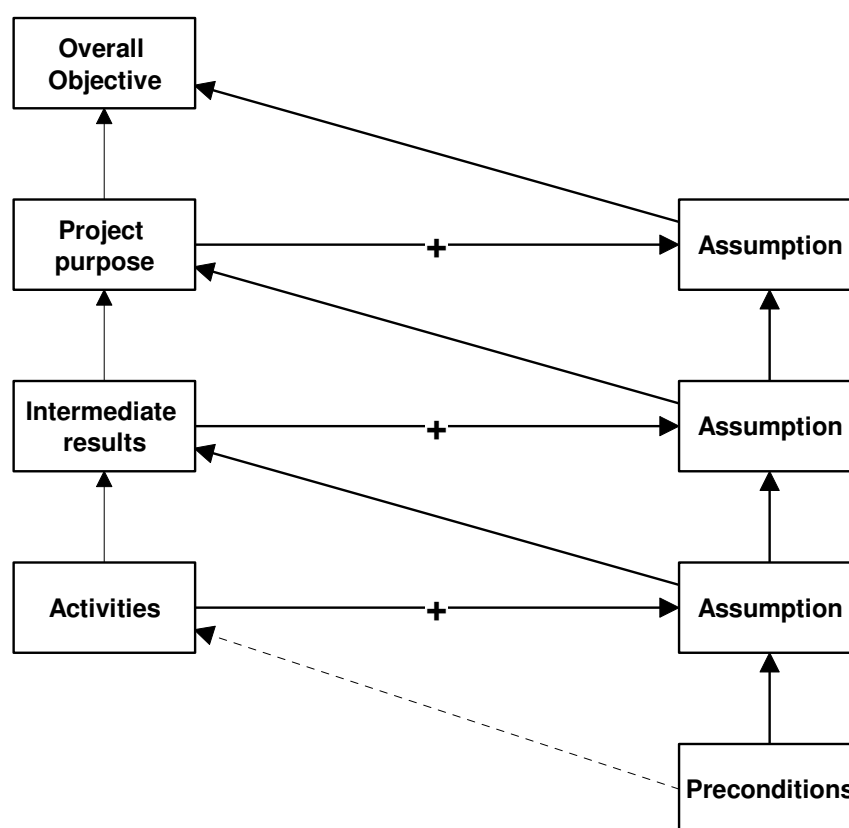 Overall
Objective
Project
purpose
+
Assumption
Intermediate
results
+
Assumption
Activities
+
Assumption
Preconditions